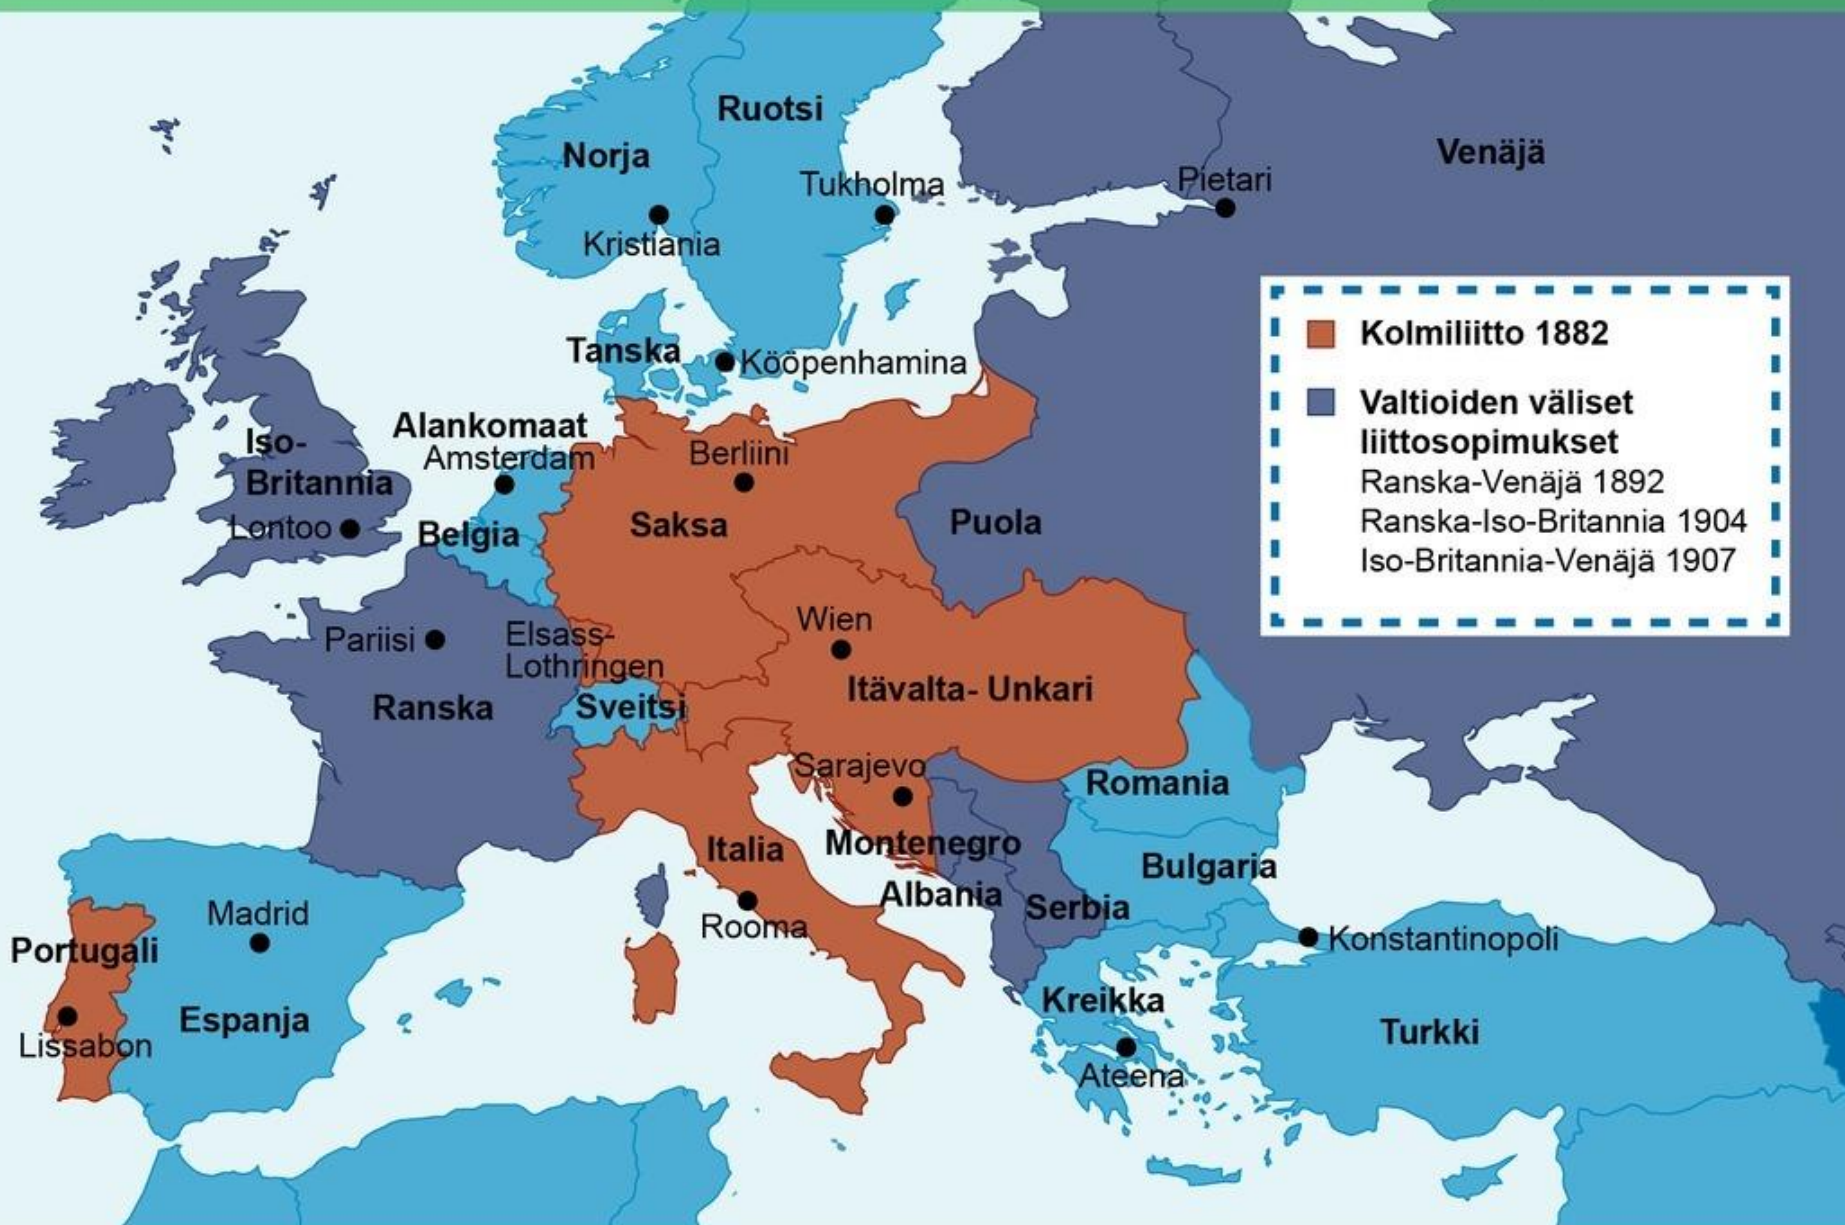 Ruotsi
Norja
Venäjä
Tukholma
Pietari
Kristiania
Tanska
Kööpenhamina
Alankomaat
Amsterdam
Iso-
Britannia
Lontoo
Belgia
Berliini
Saksa
Puola
Pariisi
Elsass-
Lothringen
Wien
Ranska
Sveitsi
Itävalta- Unkari
Sarajevo
Romania
Italia
Montenegro
Bulgaria
Albania
Serbia
Rooma
Madrid
Portugali
Espanja
Lissabon
Konstantinopoli
Kreikka
Ateena
Turkki
Kolmiliitto 1882
Valtioiden väliset
liittosopimukset
Ranska-Venäjä 1892
Ranska-Iso-Britannia 1904
Iso-Britannia-Venäjä 1907